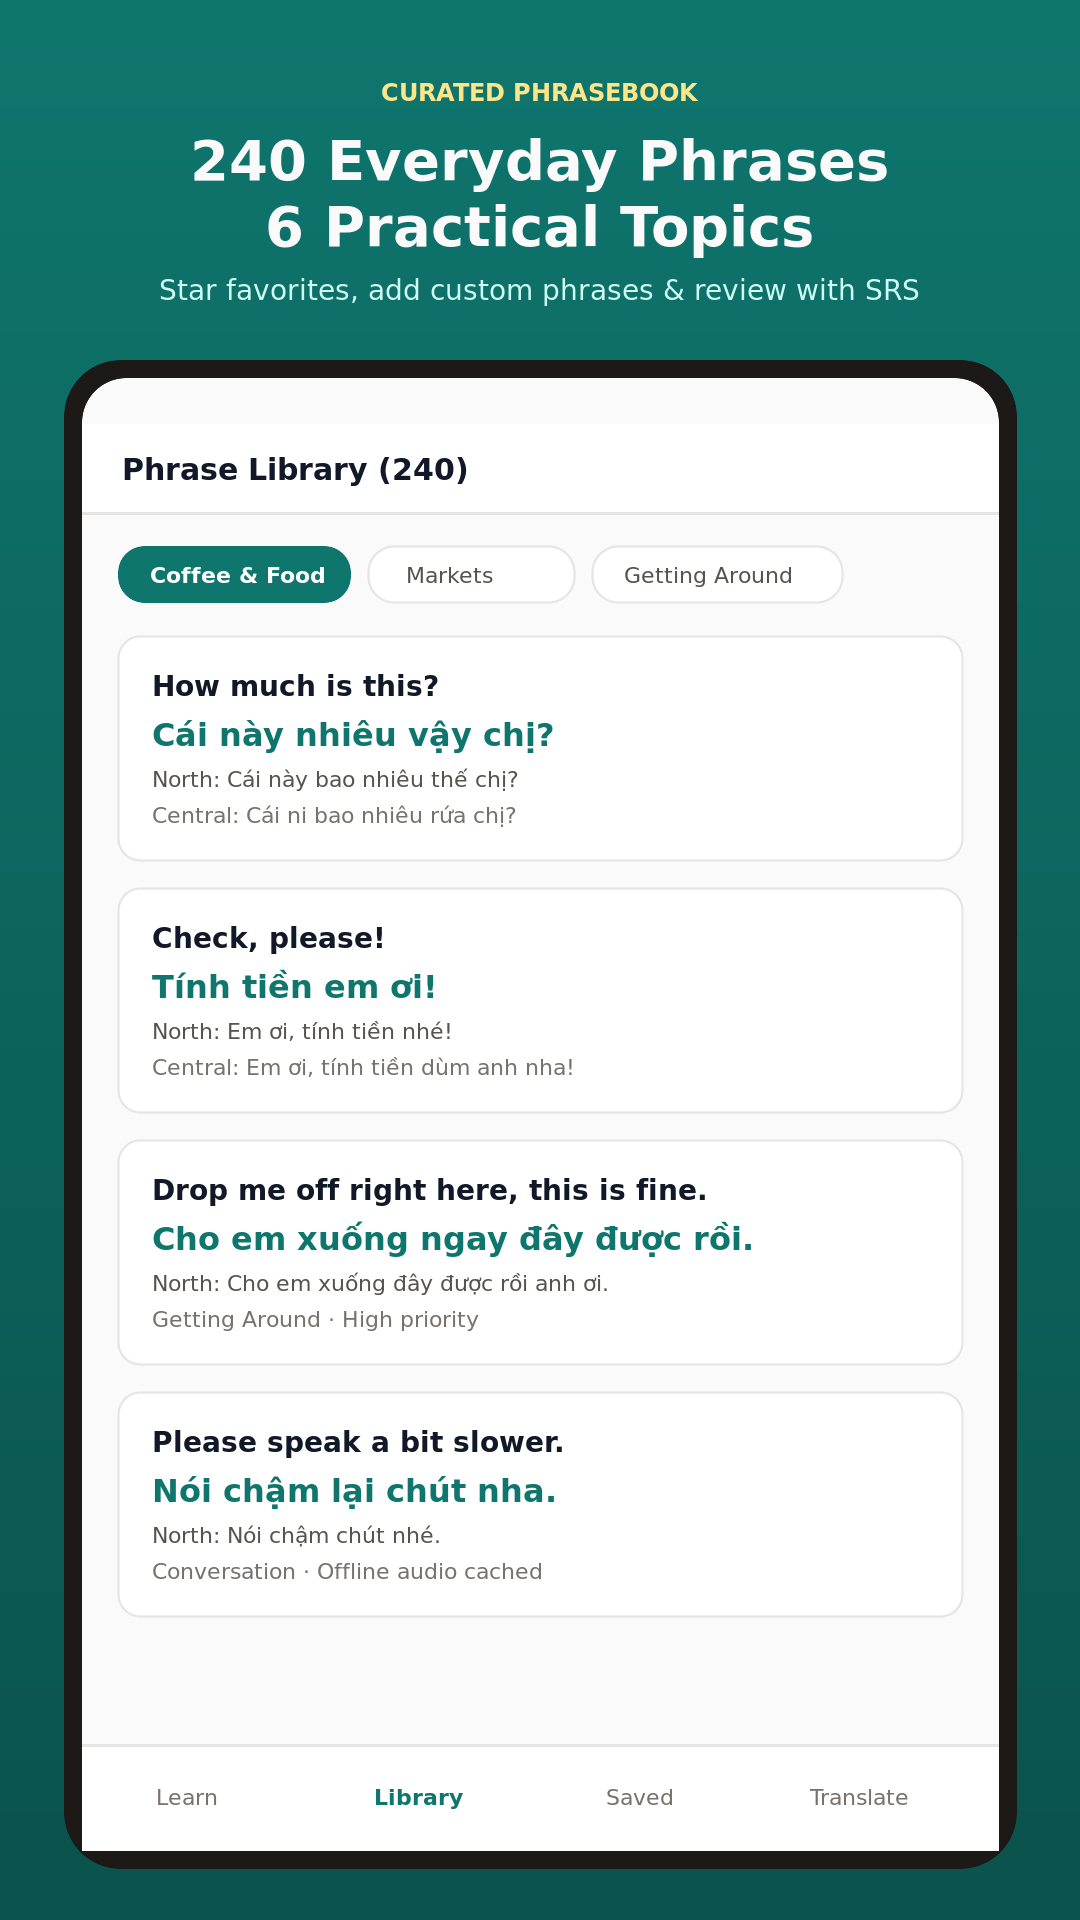 CURATED PHRASEBOOK
240 Everyday Phrases
6 Practical Topics
Star favorites, add custom phrases & review with SRS
Phrase Library (240)
Coffee & Food
Markets
Getting Around
How much is this?
Cái này nhiêu vậy chị?
North: Cái này bao nhiêu thế chị?
Central: Cái ni bao nhiêu rứa chị?
Check, please!
Tính tiền em ơi!
North: Em ơi, tính tiền nhé!
Central: Em ơi, tính tiền dùm anh nha!
Drop me off right here, this is fine.
Cho em xuống ngay đây được rồi.
North: Cho em xuống đây được rồi anh ơi.
Getting Around · High priority
Please speak a bit slower.
Nói chậm lại chút nha.
North: Nói chậm chút nhé.
Conversation · Offline audio cached
Learn
Library
Saved
Translate